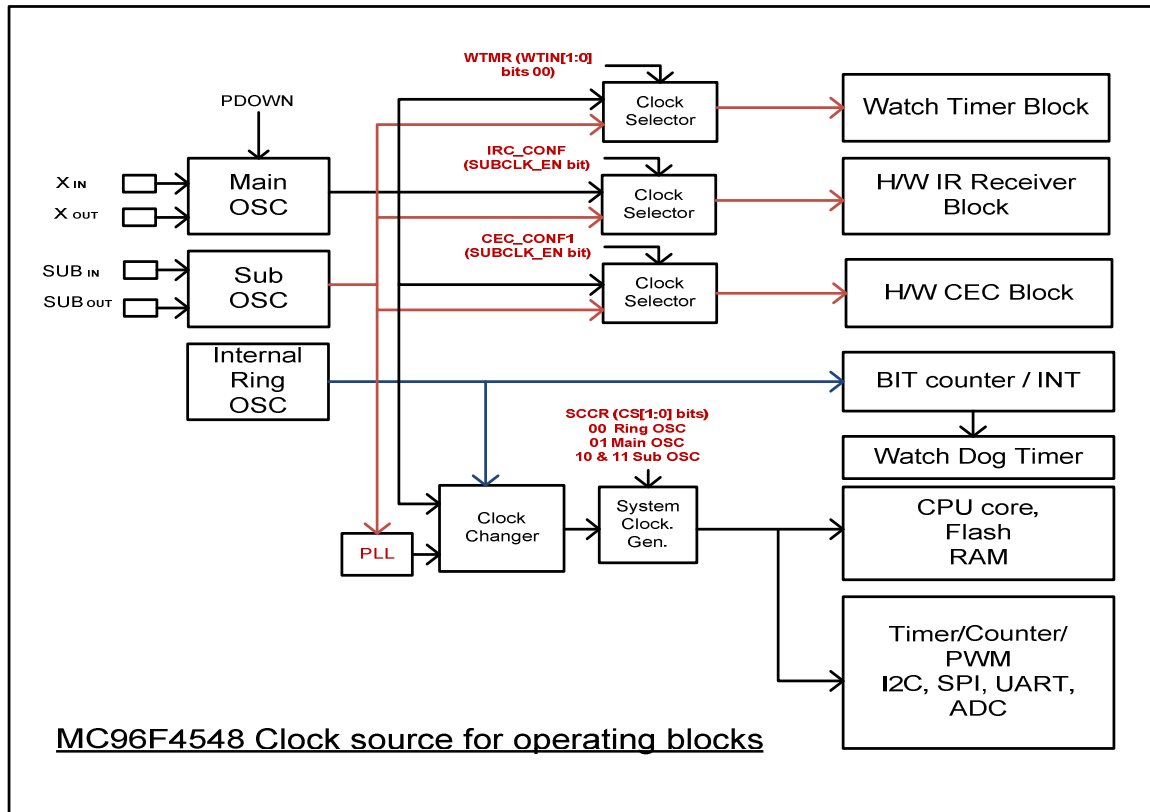 WTMR (WTIN[1:0]
bits 00)
Clock
Selector
Watch Timer Block
PDOWN
X IN
X OUT
Main
OSC
IRC_CONF
(SUBCLK_EN bit)
Clock
Selector
H/W IR Receiver
Block
SUB IN
SUB OUT
Sub
OSC
CEC_CONF1
(SUBCLK_EN bit)
Clock
Selector
H/W CEC Block
Internal
Ring
OSC
BIT counter / INT
SCCR (CS[1:0] bits)
00 Ring OSC
01 Main OSC
10 & 11 Sub OSC
Watch Dog Timer
PLL
Clock
Changer
System
Clock.
Gen.
CPU core,
Flash
RAM
Timer/Counter/
PWM
I2C, SPI, UART,
ADC
MC96F4548 Clock source for operating blocks